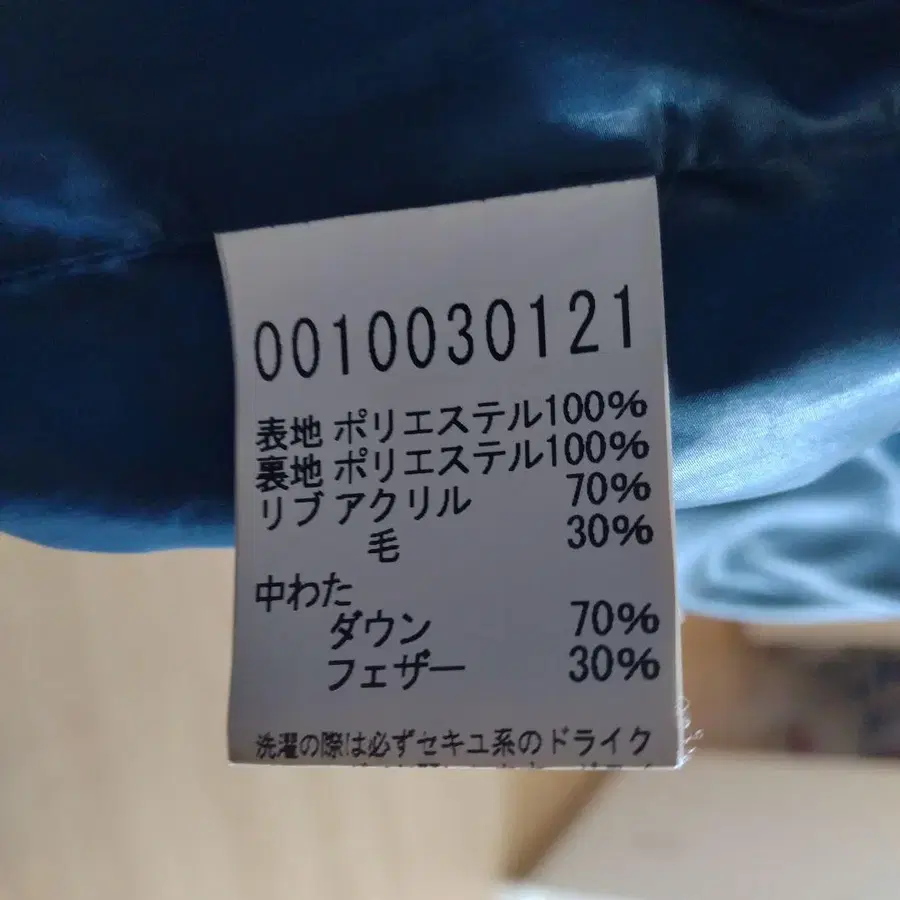 0010030121
表地 ポリエステル100%
裏地 ポリエステル100%
リブ アクリル 70%
毛 30%
中わた
ダウン 70%
フェザー 30%
洗濯の際は必ずセキユ系のドライク